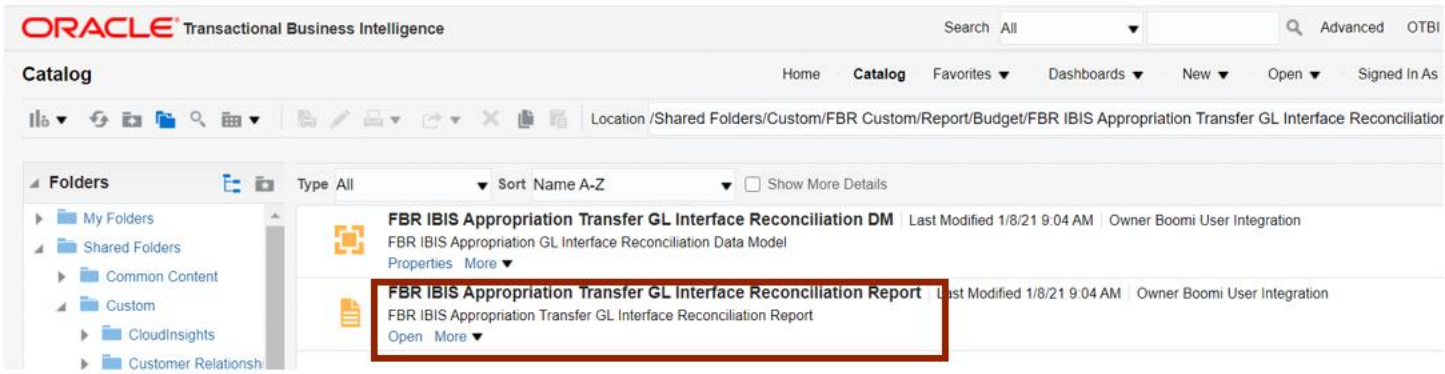 ORACLE Transactional Business Intelligence Search All Advanced OTBI
Catalog Home Catalog Favorites Dashboards New Open Signed In As
Location /Shared Folders/Custom/FBR Custom/Report/Budget/FBR IBIS Appropriation Transfer GL Interface Reconciliation
Folders Type All Sort Name A-Z Show More Details
My Folders
Shared Folders
Common Content
Custom
CloudInsights
Customer Relationshi
FBR IBIS Appropriation Transfer GL Interface Reconciliation DM Last Modified 1/8/21 9:04 AM Owner Boomi User Integration
FBR IBIS Appropriation GL Interface Reconciliation Data Model
Properties More
FBR IBIS Appropriation Transfer GL Interface Reconciliation Report Last Modified 1/8/21 9:04 AM Owner Boomi User Integration
FBR IBIS Appropriation Transfer GL Interface Reconciliation Report
Open More